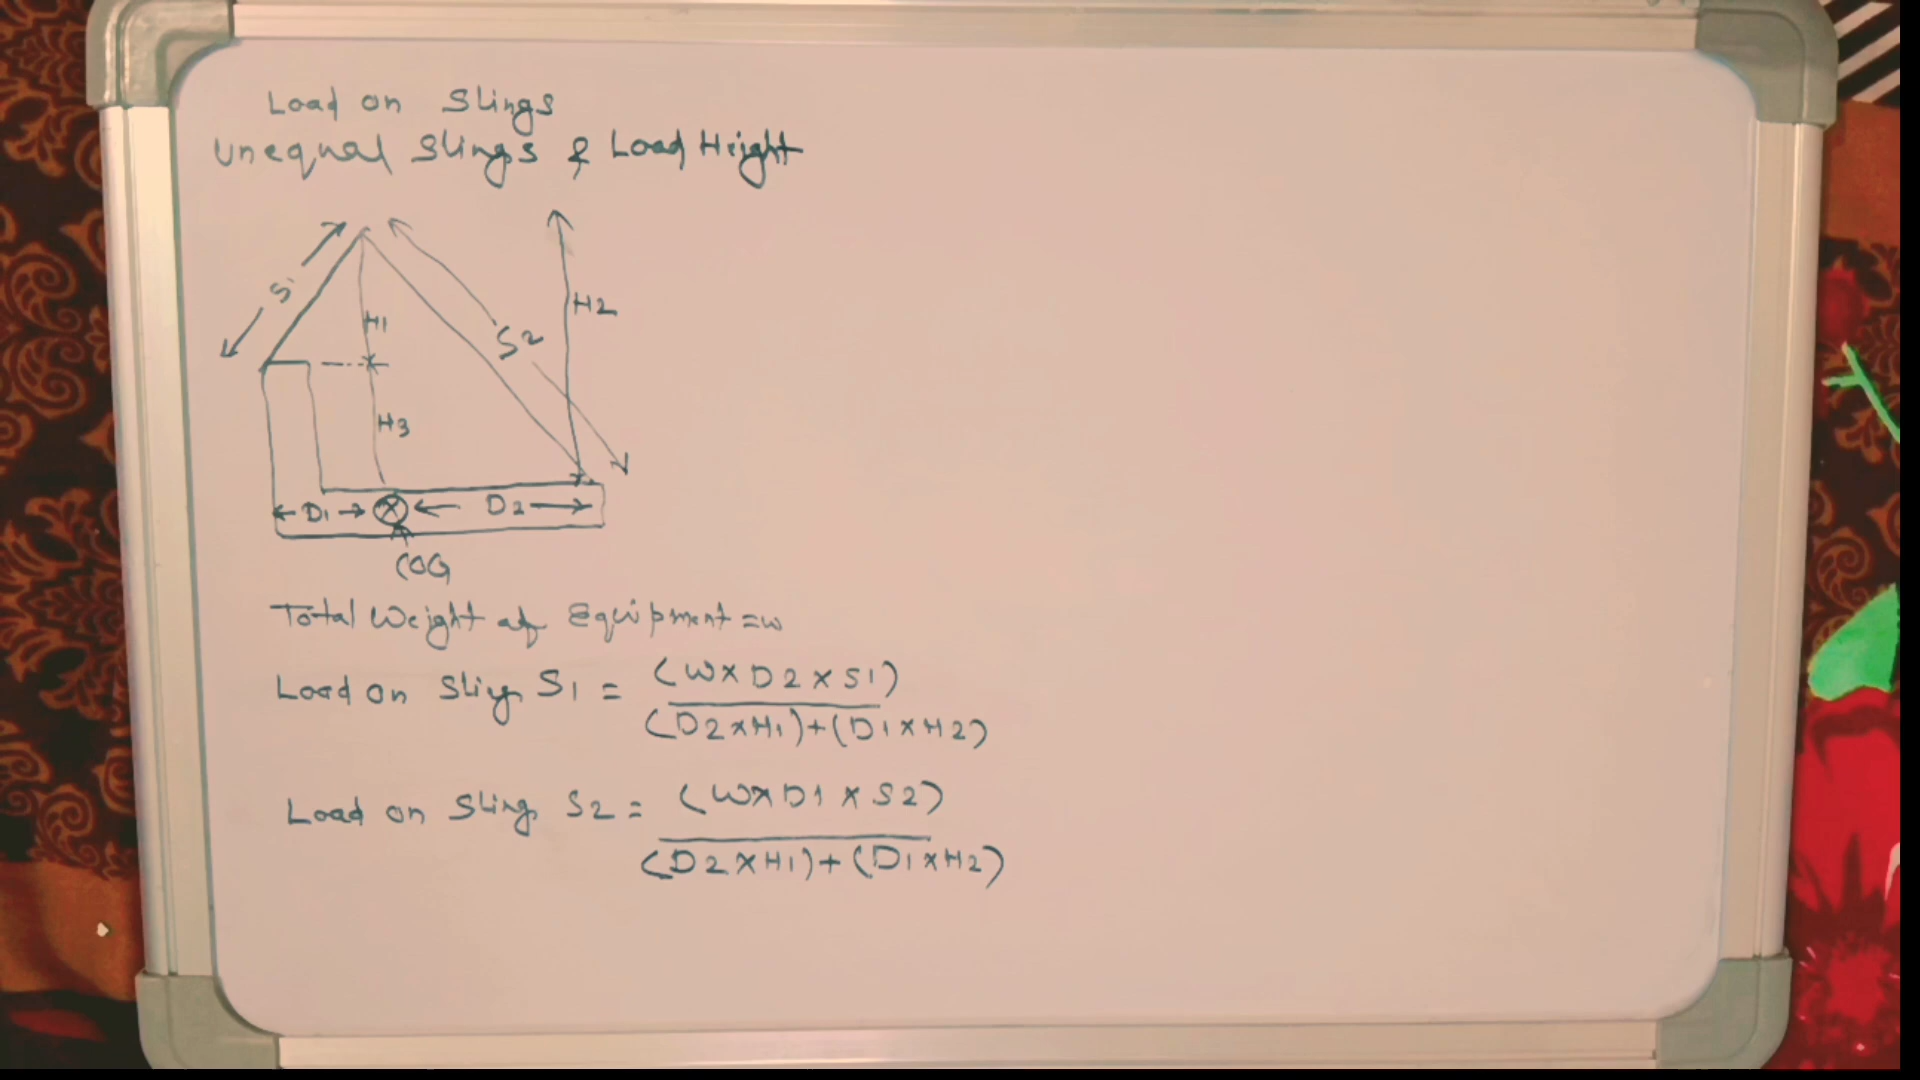 Load on Slings
Unequal Slings & Load Height
S1
H1
S2
H2
H3
D1
D2
COG
Total Weight of Equipment = w
Load on Sling S1 = (W×D2×S1)
(D2×H1)+(D1×H2)
Load on Sling S2 = (W×D1×S2)
(D2×H1)+(D1×H2)